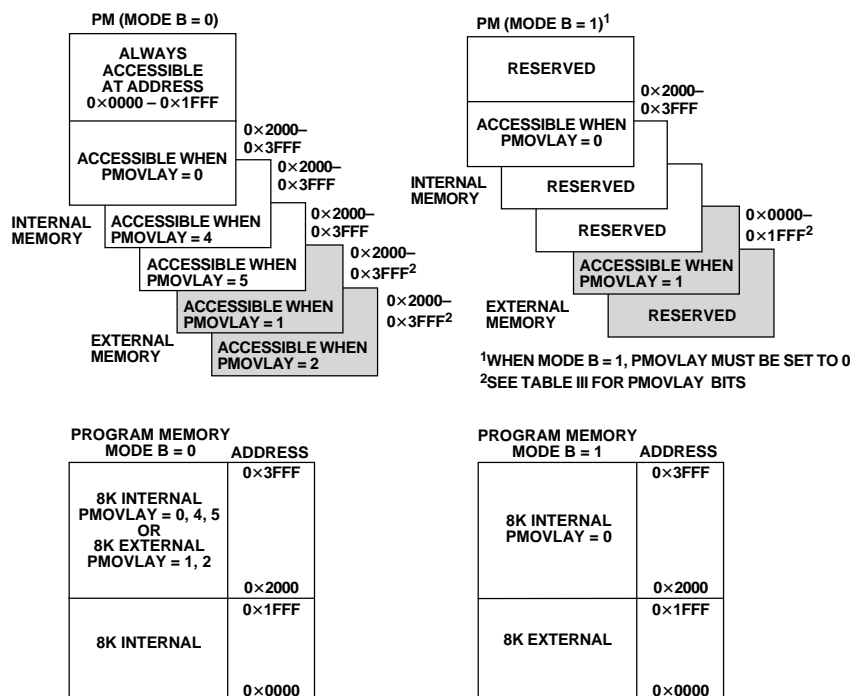 PM (MODE B = 0)
ALWAYS
ACCESSIBLE
AT ADDRESS
0×0000 – 0×1FFF
0×2000–
0×3FFF
ACCESSIBLE WHEN
PMOVLAY = 0
0×2000–
0×3FFF
INTERNAL
MEMORY
ACCESSIBLE WHEN
PMOVLAY = 4
0×2000–
0×3FFF
ACCESSIBLE WHEN
PMOVLAY = 5
0×2000–
0×3FFF²
ACCESSIBLE WHEN
PMOVLAY = 1
0×2000–
0×3FFF²
EXTERNAL
MEMORY
ACCESSIBLE WHEN
PMOVLAY = 2
PM (MODE B = 1)¹
RESERVED
0×2000–
0×3FFF
ACCESSIBLE WHEN
PMOVLAY = 0
INTERNAL
MEMORY
RESERVED
RESERVED
0×0000–
0×1FFF²
ACCESSIBLE WHEN
PMOVLAY = 1
EXTERNAL
MEMORY
RESERVED
¹WHEN MODE B = 1, PMOVLAY MUST BE SET TO 0
²SEE TABLE III FOR PMOVLAY BITS
PROGRAM MEMORY
MODE B = 0
ADDRESS
0×3FFF
8K INTERNAL
PMOVLAY = 0, 4, 5
OR
8K EXTERNAL
PMOVLAY = 1, 2
0×2000
0×1FFF
8K INTERNAL
0×0000
PROGRAM MEMORY
MODE B = 1
ADDRESS
0×3FFF
8K INTERNAL
PMOVLAY = 0
0×2000
0×1FFF
8K EXTERNAL
0×0000